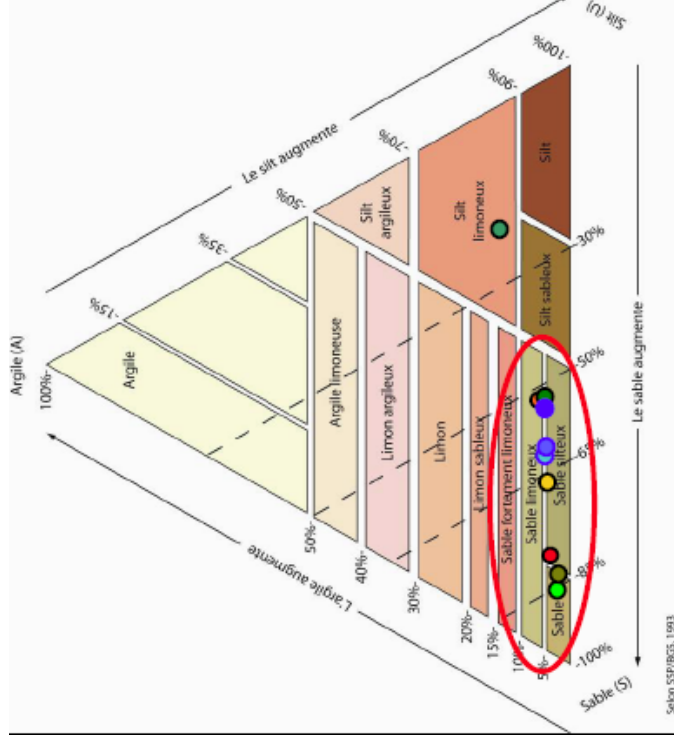 Argile (A)
100%-
Silt (U)
-100%
-90%
-70%
-50%
-35%
-15%
Le silt augmente
Argile
Silt
argileux
Silt
limoneux
Silt
Argile limoneuse
Limon argileux
Limon
Limon sableux
Sable fortement limoneux
Sable limoneux
Sable silteux
Silt sableux
Sable
L'argile augmente
50%-
40%-
30%-
20%-
15%-
10%-
5%-
-30%
-50%
-65%
-85%
-100%
Sable (S)
Le sable augmente
Selon SSP/BGS, 1993